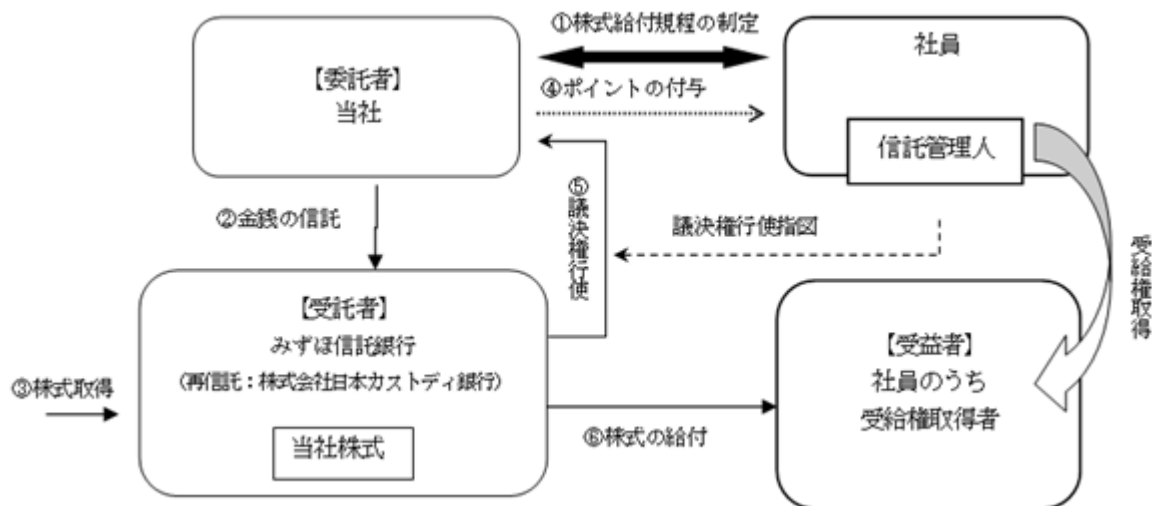 ①株式給付規程の制定
社員
【委託者】
当社
④ポイントの付与
信託管理人
②金銭の信託
⑤議決権行使
議決権行使指図
受給権取得
【受託者】
みずほ信託銀行
(再信託:株式会社日本カストディ銀行)
③株式取得
当社株式
⑥株式の給付
【受益者】
社員のうち
受給権取得者